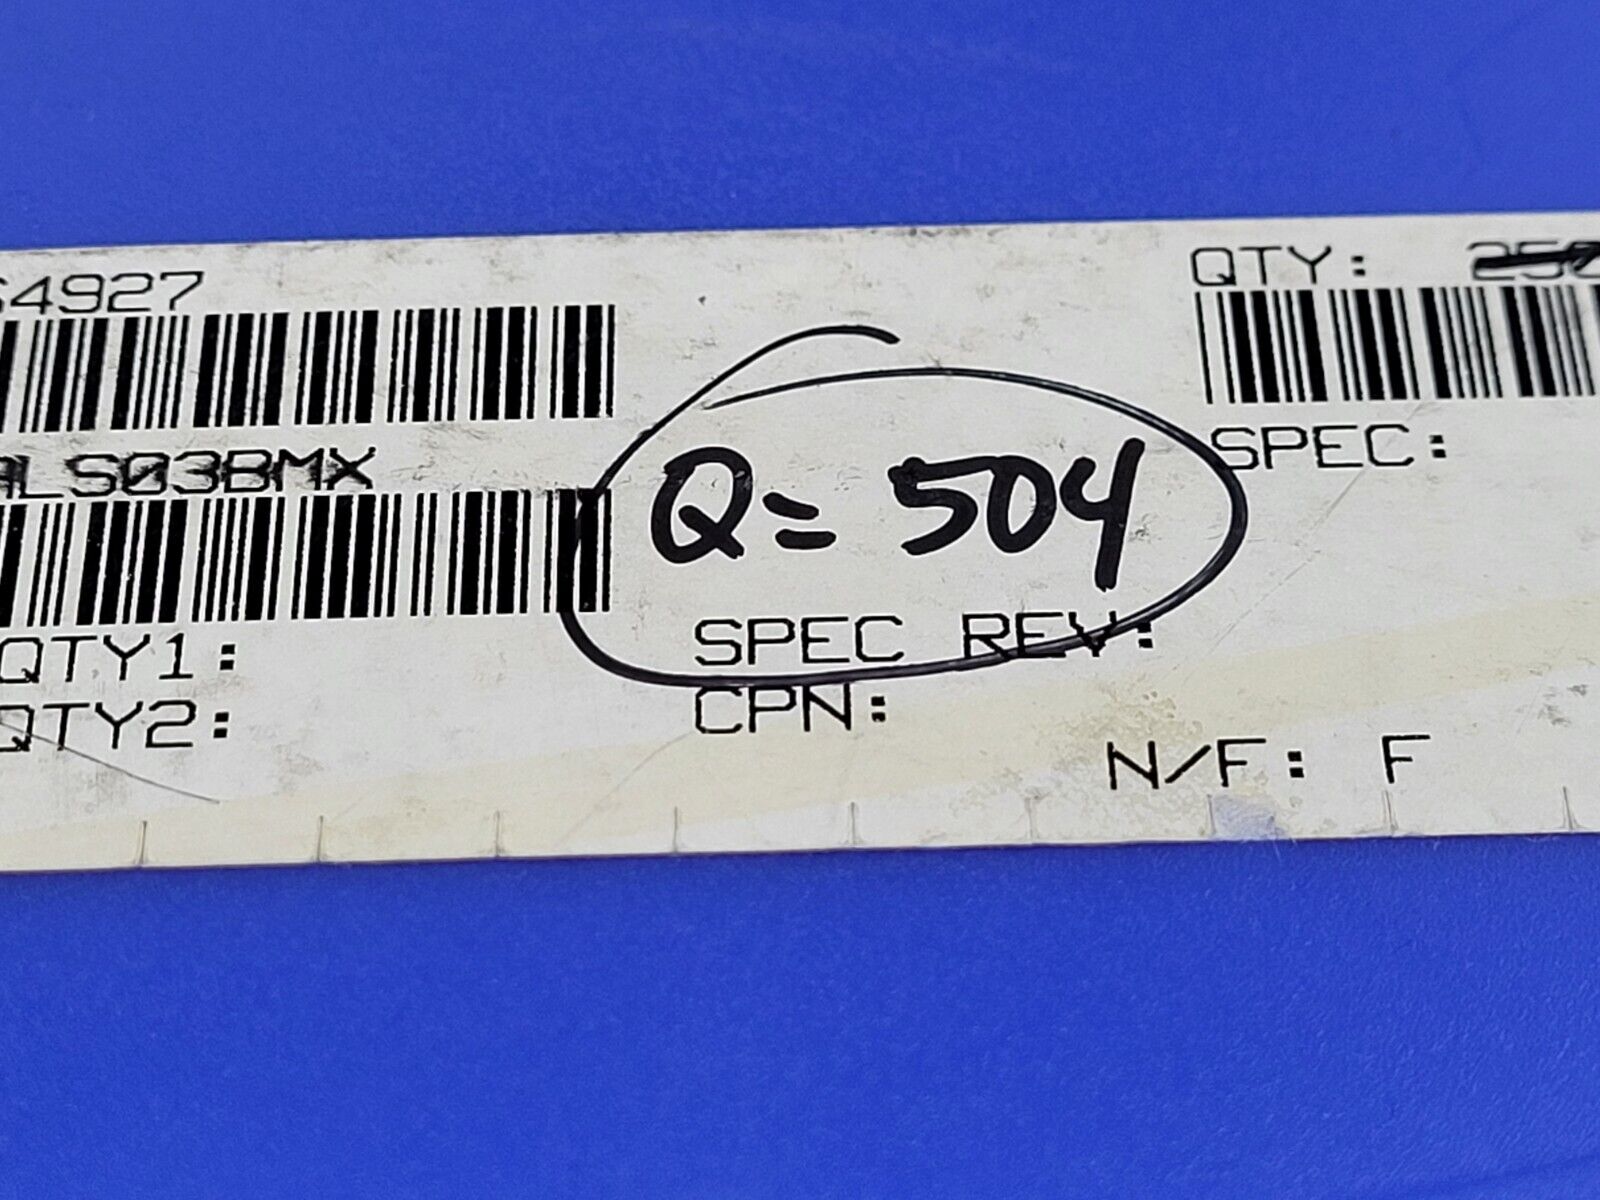 S4927
QTY: 250
ALS03BMX
Q=504
SPEC:
QTY1:
SPEC REV:
QTY2:
CPN:
N/F: F